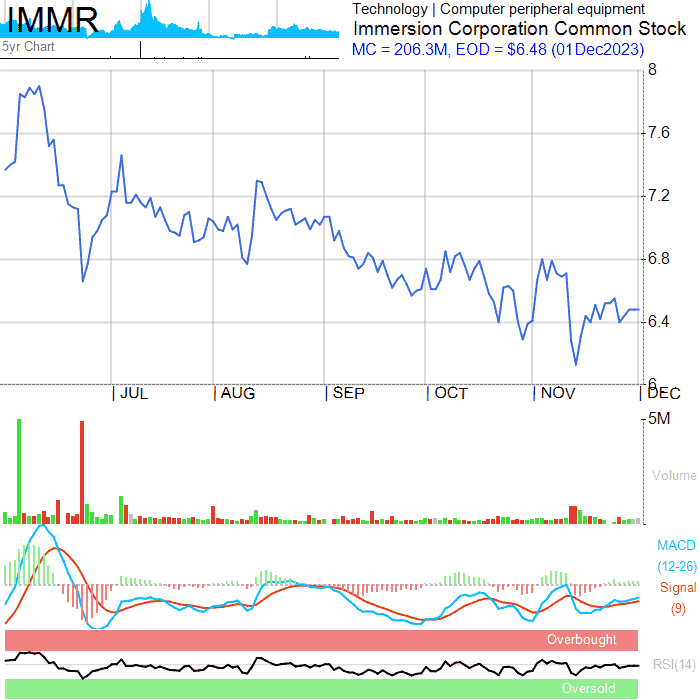 IMMR
5yr Chart
Technology | Computer peripheral equipment
Immersion Corporation Common Stock
MC = 206.3M, EOD = $6.48 (01Dec2023)
8
7.6
7.2
6.8
6.4
6
JUL
AUG
SEP
OCT
NOV
DEC
5M
Volume
MACD
(12-26)
Signal
(9)
Overbought
RSI(14)
Oversold